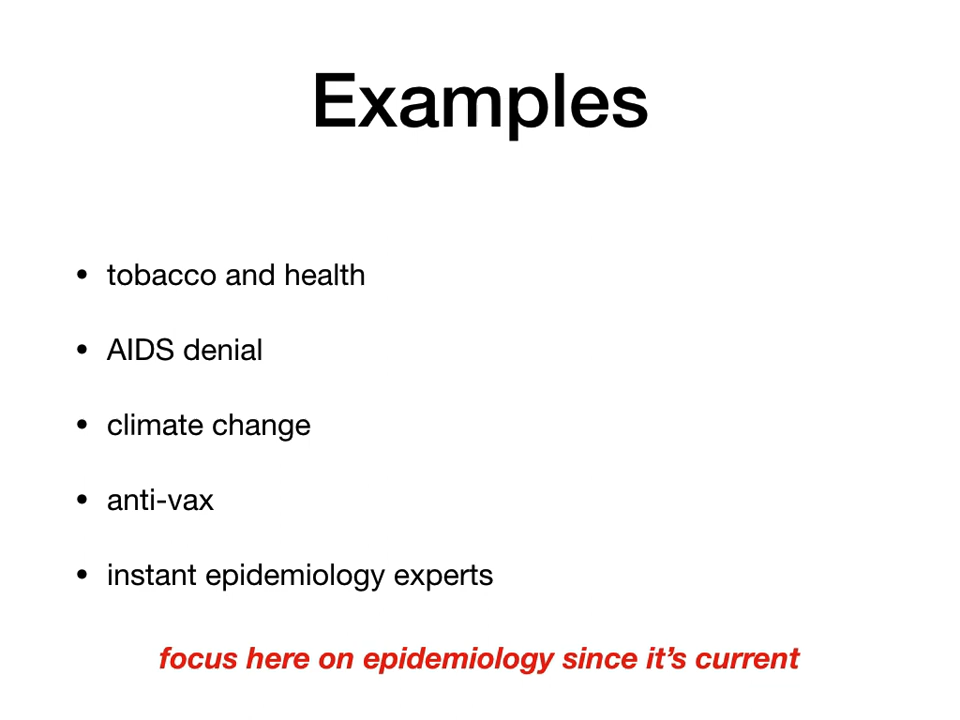 Examples
• tobacco and health
• AIDS denial
• climate change
• anti-vax
• instant epidemiology experts
focus here on epidemiology since it’s current